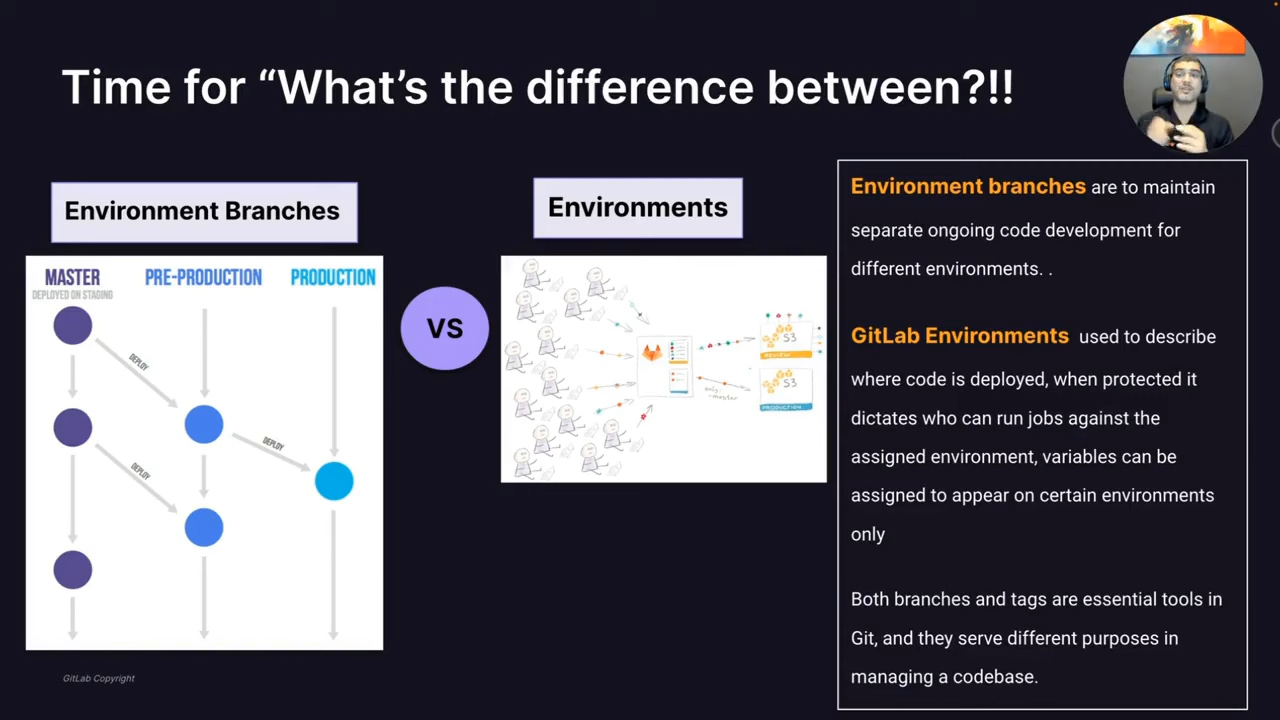 Time for “What’s the difference between?!!
Environment Branches
MASTER
DEPLOYED ON STAGING
PRE-PRODUCTION
PRODUCTION
DEPLOY
DEPLOY
DEPLOY
VS
Environments
S3
REVIEW
only:
-master
S3
PRODUCTION
Environment branches are to maintain
separate ongoing code development for
different environments. .
GitLab Environments used to describe
where code is deployed, when protected it
dictates who can run jobs against the
assigned environment, variables can be
assigned to appear on certain environments
only
Both branches and tags are essential tools in
Git, and they serve different purposes in
managing a codebase.
GitLab Copyright